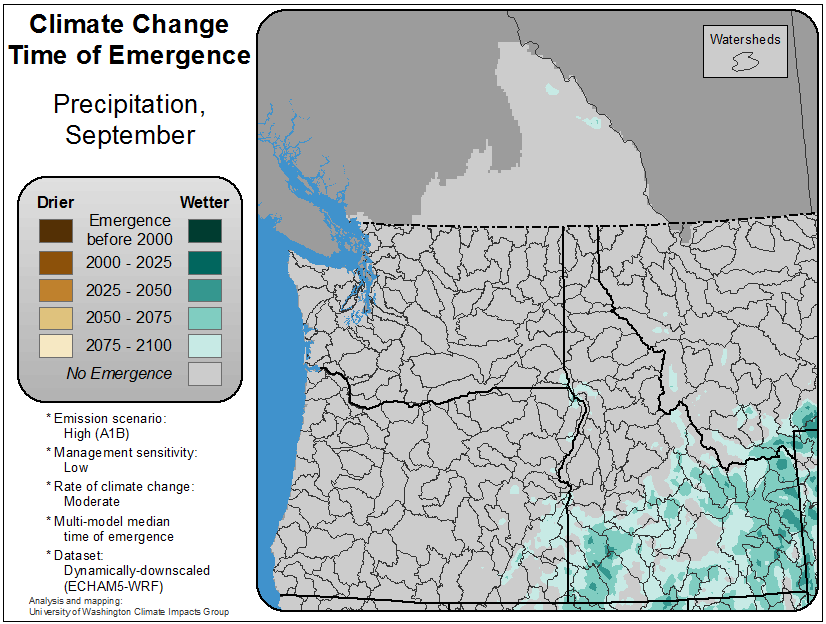 Climate Change
Time of Emergence
Precipitation,
September
Drier
Wetter
Emergence
before 2000
2000 - 2025
2025 - 2050
2050 - 2075
2075 - 2100
No Emergence
* Emission scenario:
High (A1B)
* Management sensitivity:
Low
* Rate of climate change:
Moderate
* Multi-model median
time of emergence
* Dataset:
Dynamically-downscaled
(ECHAM5-WRF)
Analysis and mapping:
University of Washington Climate Impacts Group
Watersheds